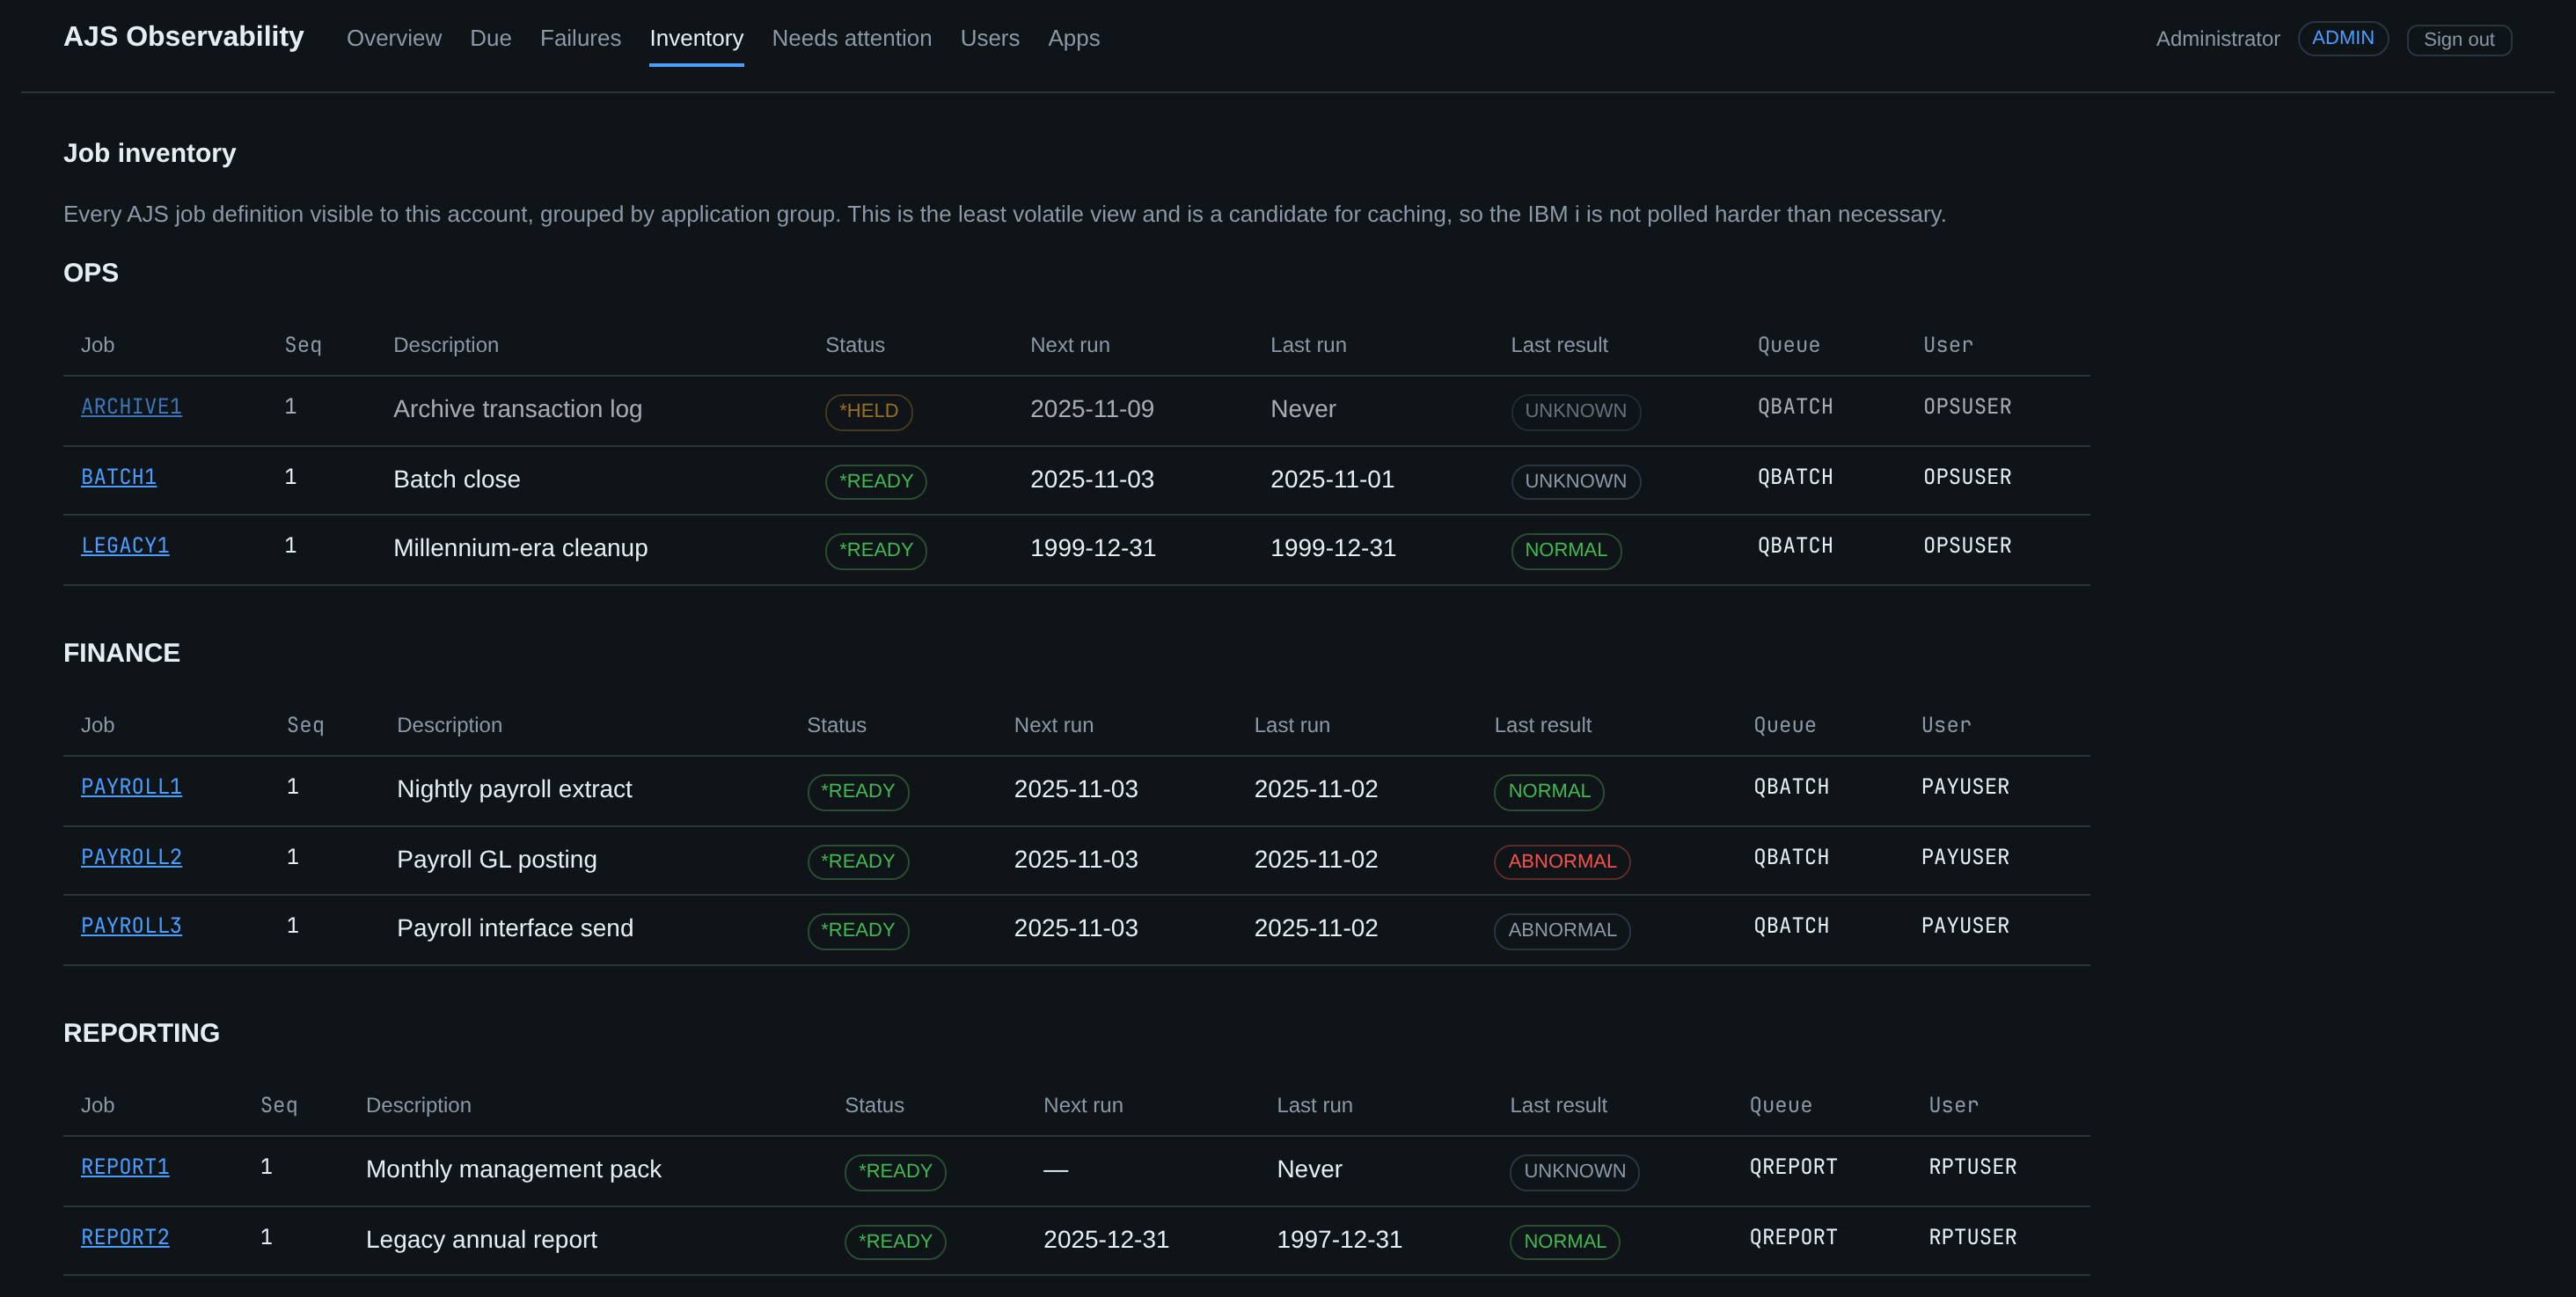 AJS Observability Overview Due Failures Inventory Needs attention Users Apps Administrator ADMIN Sign out
Job inventory
Every AJS job definition visible to this account, grouped by application group. This is the least volatile view and is a candidate for caching, so the IBM i is not polled harder than necessary.
OPS
Job Seq Description Status Next run Last run Last result Queue User
ARCHIVE1 1 Archive transaction log *HELD 2025-11-09 Never UNKNOWN QBATCH OPSUSER
BATCH1 1 Batch close *READY 2025-11-03 2025-11-01 UNKNOWN QBATCH OPSUSER
LEGACY1 1 Millennium-era cleanup *READY 1999-12-31 1999-12-31 NORMAL QBATCH OPSUSER
FINANCE
Job Seq Description Status Next run Last run Last result Queue User
PAYROLL1 1 Nightly payroll extract *READY 2025-11-03 2025-11-02 NORMAL QBATCH PAYUSER
PAYROLL2 1 Payroll GL posting *READY 2025-11-03 2025-11-02 ABNORMAL QBATCH PAYUSER
PAYROLL3 1 Payroll interface send *READY 2025-11-03 2025-11-02 ABNORMAL QBATCH PAYUSER
REPORTING
Job Seq Description Status Next run Last run Last result Queue User
REPORT1 1 Monthly management pack *READY — Never UNKNOWN QREPORT RPTUSER
REPORT2 1 Legacy annual report *READY 2025-12-31 1997-12-31 NORMAL QREPORT RPTUSER